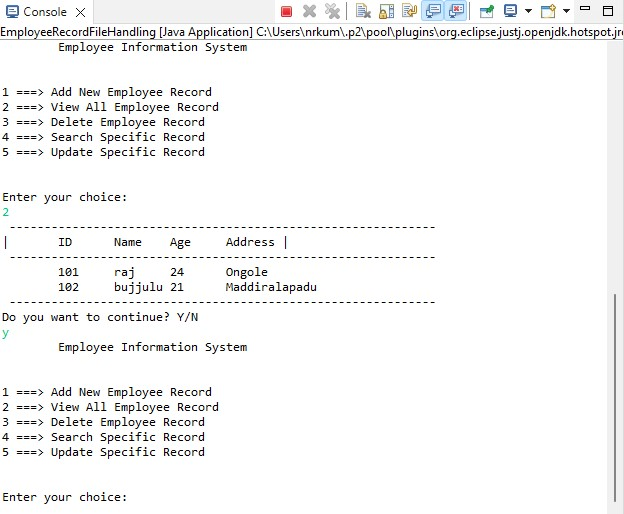 Console
EmployeeRecordFileHandling [Java Application] C:\Users\nrkum\.p2\pool\plugins\org.eclipse.justj.openjdk.hotspot.jr
Employee Information System
1 ===> Add New Employee Record
2 ===> View All Employee Record
3 ===> Delete Employee Record
4 ===> Search Specific Record
5 ===> Update Specific Record
Enter your choice:
2
-------------------------------------------------------------
| ID Name Age Address |
-------------------------------------------------------------
101 raj 24 Ongole
102 bujjulu 21 Maddiralapadu
-------------------------------------------------------------
Do you want to continue? Y/N
y
Employee Information System
1 ===> Add New Employee Record
2 ===> View All Employee Record
3 ===> Delete Employee Record
4 ===> Search Specific Record
5 ===> Update Specific Record
Enter your choice: